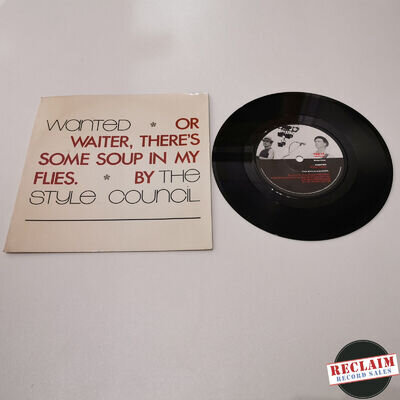 WANTED * OR
WAITER, THERE'S
SOME SOUP IN MY
FLIES. * BY THE
STYLE COUNCIL
RECLAIM
RECORD SALES